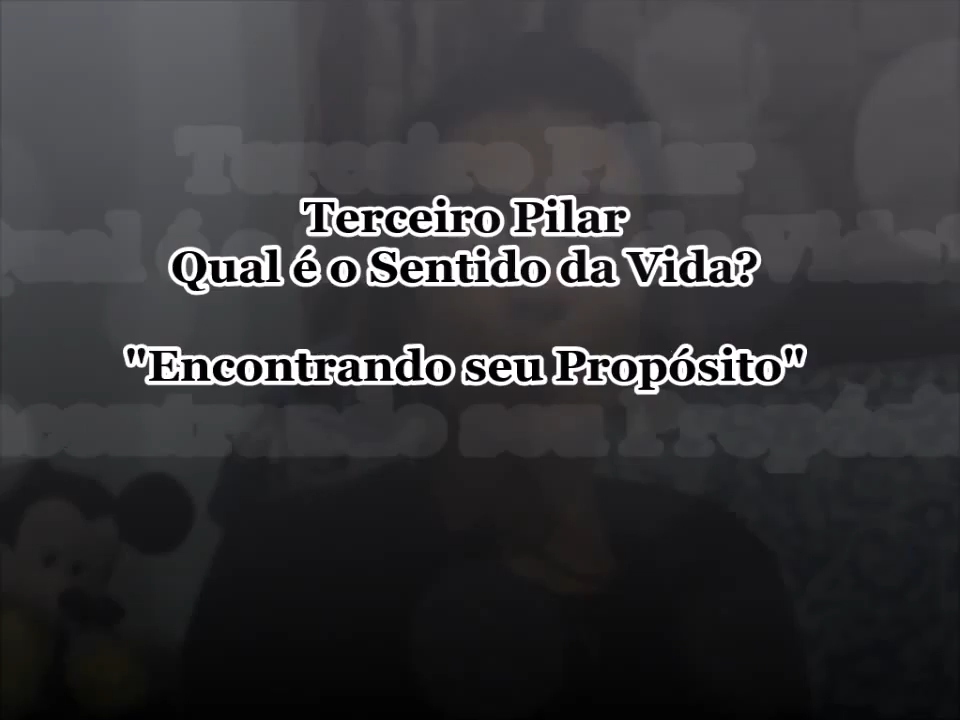 Terceiro Pilar
Qual é o Sentido da Vida?
"Encontrando seu Propósito"